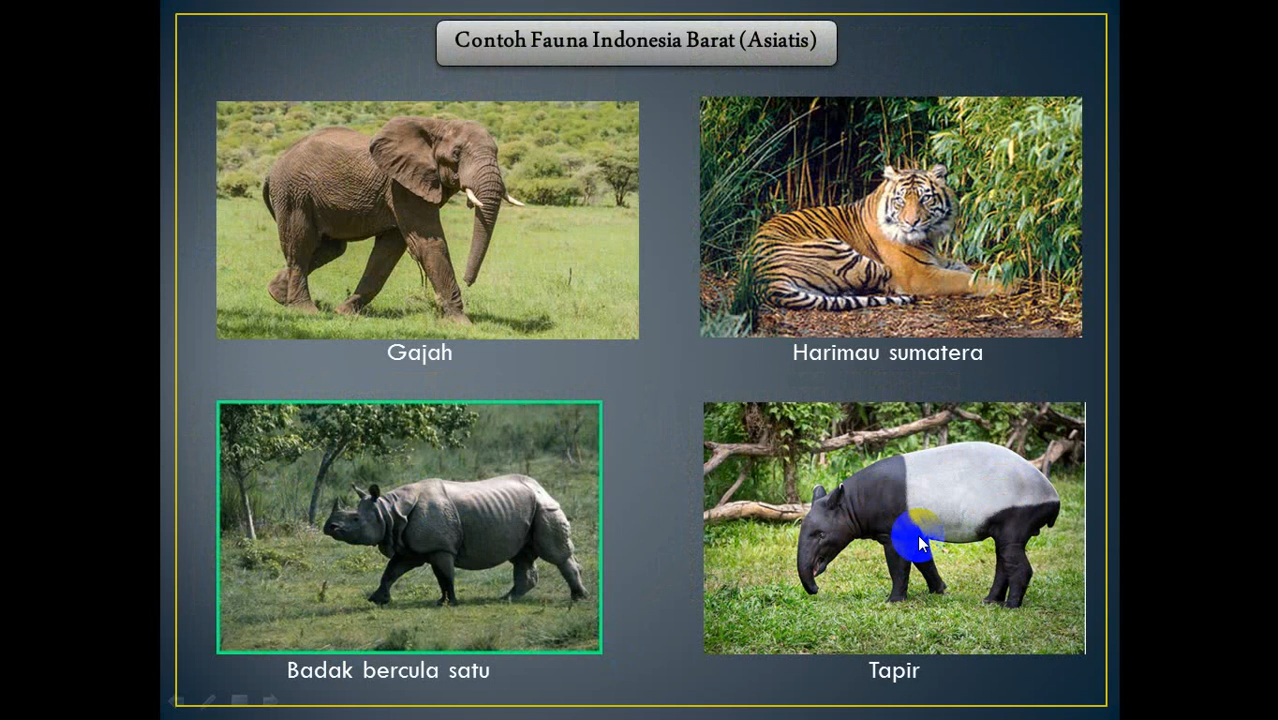 Contoh Fauna Indonesia Barat (Asiatis)
Gajah
Harimau sumatera
Badak bercula satu
Tapir